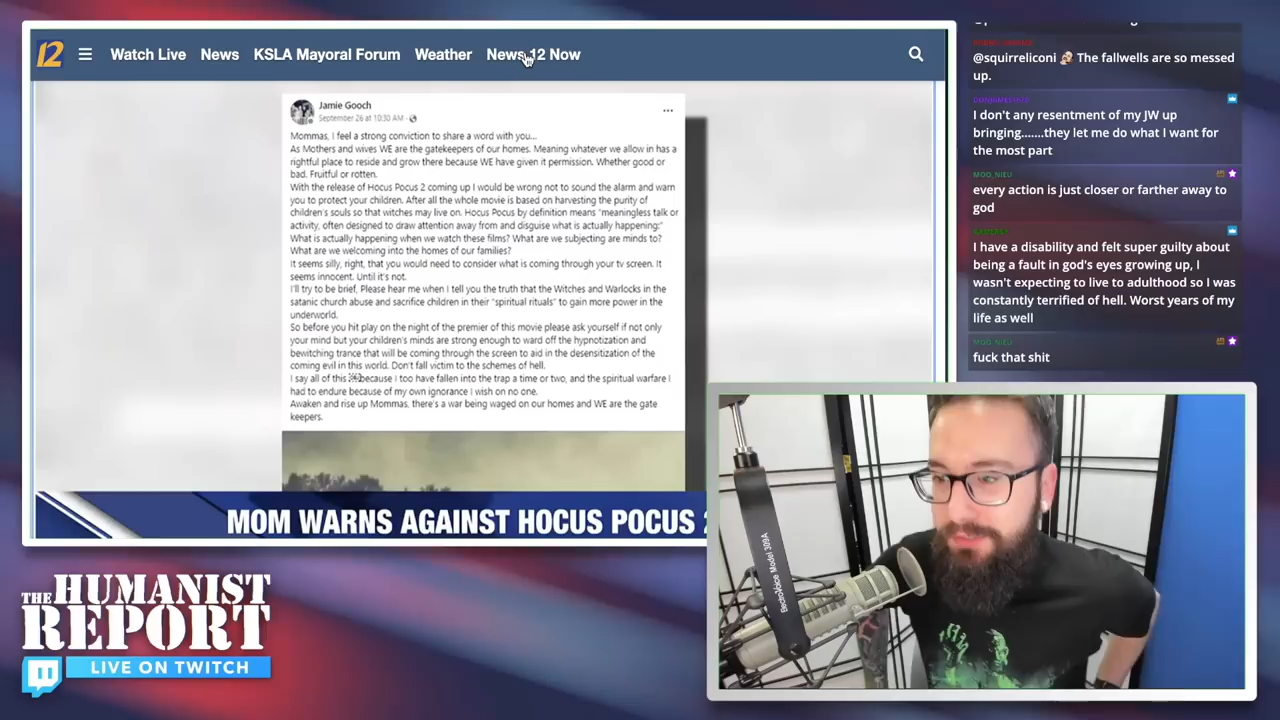 12
Watch Live
News
KSLA Mayoral Forum
Weather
News 12 Now
Jamie Gooch
September 26 at 10:30 AM
Mommas, I feel a strong conviction to share a word with you...
As Mothers and wives WE are the gatekeepers of our homes. Meaning whatever we allow in has a
rightful place to reside and grow there because WE have given it permission. Whether good or
bad. Fruitful or rotten.
With the release of Hocus Pocus 2 coming up I would be wrong not to sound the alarm and warn
you to protect your children. After all the whole movie is based on harvesting the purity of
children's souls so that witches may live on. Hocus Pocus by definition means "meaningless talk or
activity, often designed to draw attention away from and disguise what is actually happening:"
What is actually happening when we watch these films? What are we subjecting are minds to?
What are we welcoming into the homes of our families?
It seems silly, right, that you would need to consider what is coming through your tv screen. It
seems innocent. Until it's not.
I'll try to be brief, Please hear me when I tell you the truth that the Witches and Warlocks in the
satanic church abuse and sacrifice children in their "spiritual rituals" to gain more power in the
underworld.
So before you hit play on the night of the premier of this movie please ask yourself if not only
your mind but your children's minds are strong enough to ward off the hypnotization and
bewitching trance that will be coming through the screen to aid in the desensitization of the
coming evil in this world. Don't fall victim to the schemes of hell.
I say all of this because I too have fallen into the trap a time or two, and the spiritual warfare I
had to endure because of my own ignorance I wish on no one.
Awaken and rise up Mommas, there's a war being waged on our homes and WE are the gate
keepers.
MOM WARNS AGAINST HOCUS POCUS
@squirreliconi The fallwells are so messed
up.
I don't any resentment of my JW up
bringing.......they let me do what I want for
the most part
MOO_NIEU
every action is just closer or farther away to
god
I have a disability and felt super guilty about
being a fault in god's eyes growing up, I
wasn't expecting to live to adulthood so I was
constantly terrified of hell. Worst years of my
life as well
MOO_NIEU
fuck that shit
ElectroVoice Model 309A
THE HUMANIST
REPORT
LIVE ON TWITCH